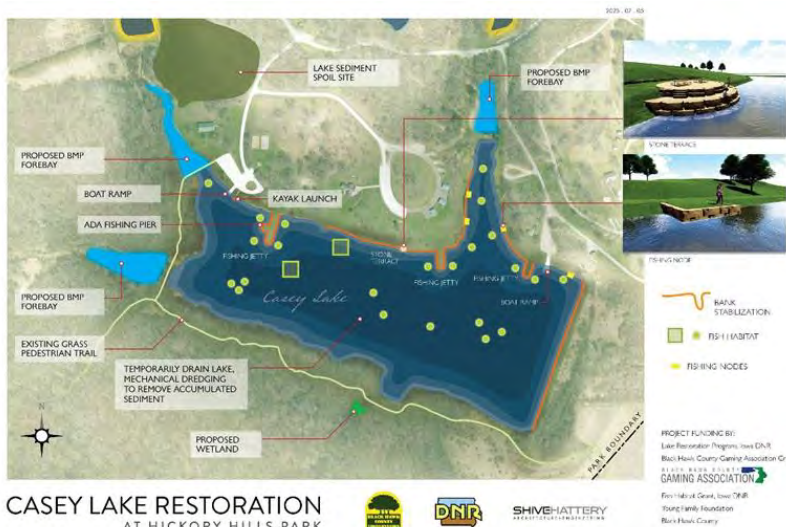 LAKE SEDIMENT
SPOIL SITE
PROPOSED BMP
FOREBAY
PROPOSED BMP
FOREBAY
BOAT RAMP
KAYAK LAUNCH
ADA FISHING PIER
FISHING JETTY
STONE
TERRACE
FISHING JETTY
FISHING JETTY
BOAT RAMP
Casey Lake
PROPOSED BMP
FOREBAY
EXISTING GRASS
PEDESTRIAN TRAIL
TEMPORARILY DRAIN LAKE,
MECHANICAL DREDGING
TO REMOVE ACCUMULATED
SEDIMENT
PROPOSED
WETLAND
N
PARK BOUNDARY
STONE TERRACE
FISHING NODE
BANK
STABILIZATION
FISH HABITAT
FISHING NODES
PROJECT FUNDING BY:
Lake Restoration Program, Iowa DNR
Black Hawk County Gaming Association
BLACK HAWK COUNTY
GAMING ASSOCIATION
Fish Habitat Grant, Iowa DNR
Young Family Foundation
Black Hawk County
CASEY LAKE RESTORATION
AT HICKORY HILLS PARK
BLACK HAWK
COUNTY
DNR
SHIVEHATTERY